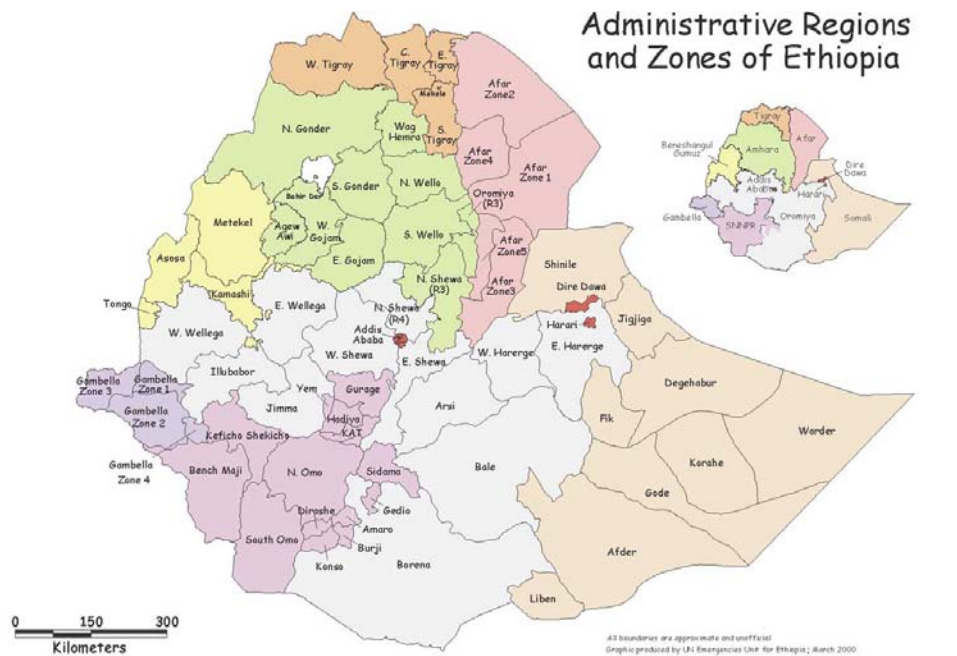 Administrative Regions
and Zones of Ethiopia
W. Tigray
C.
Tigray
E.
Tigray
Mekele
S.
Tigray
Afar
Zone2
N. Gonder
Wag
Hemra
Afar
Zone4
Afar
Zone 1
Bahir Dar
S. Gonder
N. Wello
Oromiya
(R3)
Metekel
Agew
Awi
W.
Gojam
S. Wello
Afar
Zone5
E. Gojam
Asosa
Kamashi
N. Shewa
(R3)
Afar
Zone3
Shinile
Dire Dawa
Tongo
E. Wellega
N. Shewa
(R4)
Harari
Jigjiga
W. Wellega
Addis
Ababa
W. Shewa
E. Shewa
W. Harerge
E. Harerge
Illubabor
Yem
Gurage
Degehabur
Gambella
Zone 3
Gambella
Zone 1
Gambella
Zone 2
Jimma
Hadiya
KAT
Arsi
Fik
Warder
Keficho Shekicho
Gambella
Zone 4
Bench Maji
N. Omo
Sidama
Bale
Korahe
Gode
Dirashe
Gedio
Amaro
South Omo
Burji
Konso
Borena
Afder
Liben
Tigray
Afar
Beneshangul
Gumuz
Amhara
Dire
Dawa
Addis
Ababa
Harari
Gambella
SNNPR
Oromiya
Somali
0 150 300
Kilometers
All boundaries are approximate and unofficial
Graphic produced by UN Emergencies Unit for Ethiopia; March 2000